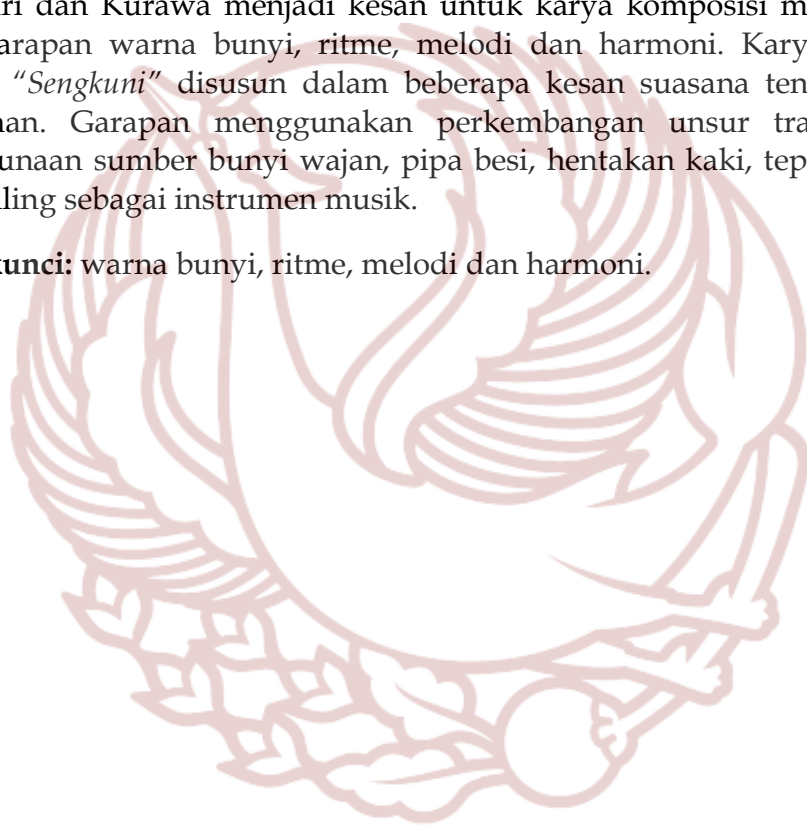 ri dan Kurawa menjadi kesan untuk karya komposisi m
arapan warna bunyi, ritme, melodi dan harmoni. Kary
“Sengkuni” disusun dalam beberapa kesan suasana ten
an. Garapan menggunakan perkembangan unsur tra
unaan sumber bunyi wajan, pipa besi, hentakan kaki, tep
ling sebagai instrumen musik.
kunci: warna bunyi, ritme, melodi dan harmoni.